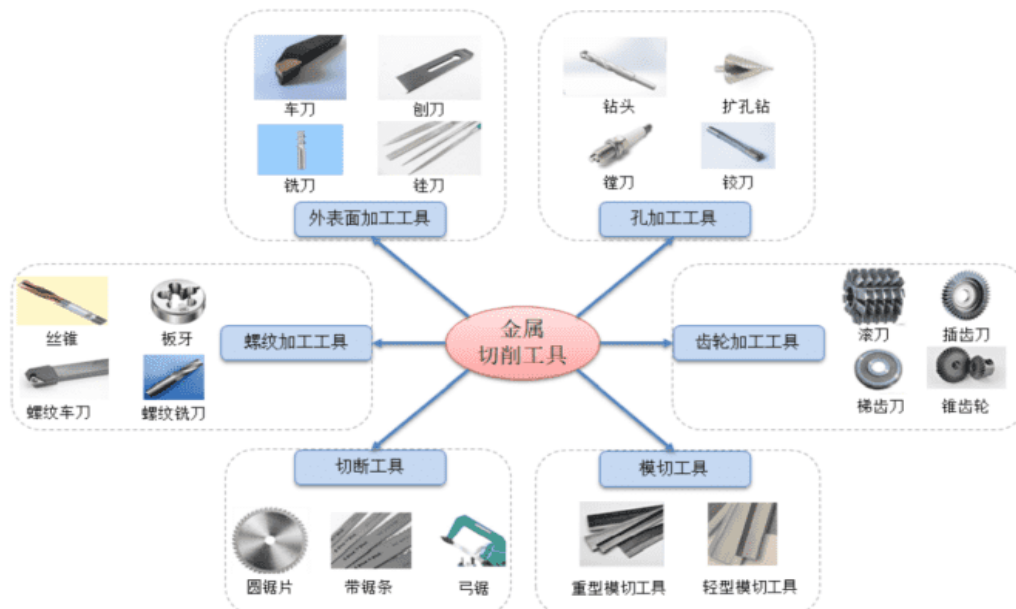 车刀
刨刀
铣刀
锉刀
外表面加工工具
钻头
扩孔钻
镗刀
铰刀
孔加工工具
丝锥
板牙
螺纹车刀
螺纹铣刀
螺纹加工工具
金属
切削工具
齿轮加工工具
滚刀
插齿刀
梯齿刀
锥齿轮
切断工具
圆锯片
带锯条
弓锯
模切工具
重型模切工具
轻型模切工具